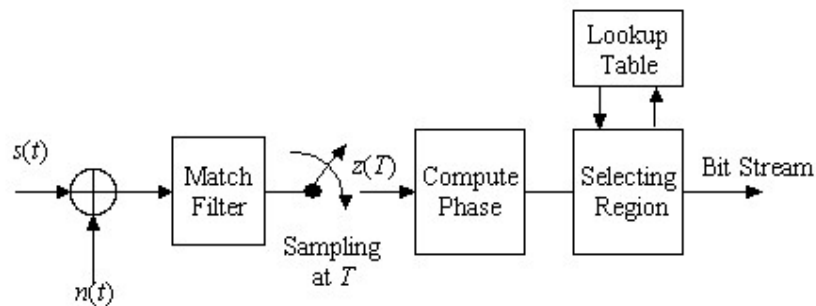 Lookup
Table
s(t)
Match
Filter
z(T)
Compute
Phase
Selecting
Region
Bit Stream
Sampling
at T
n(t)